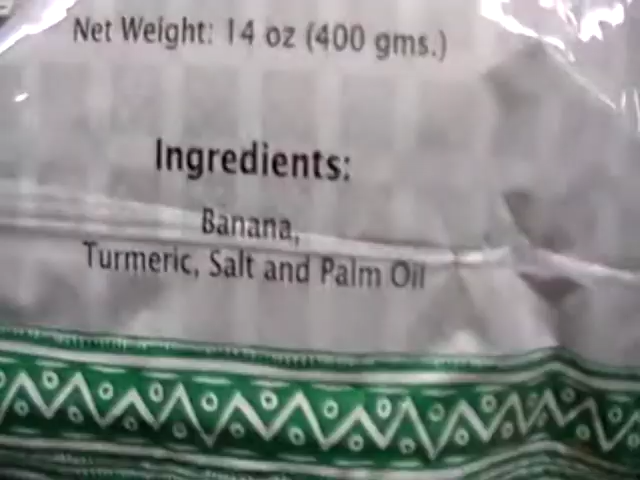 Net Weight: 14 oz (400 gms.)
Ingredients:
Banana,
Turmeric, Salt and Palm Oil